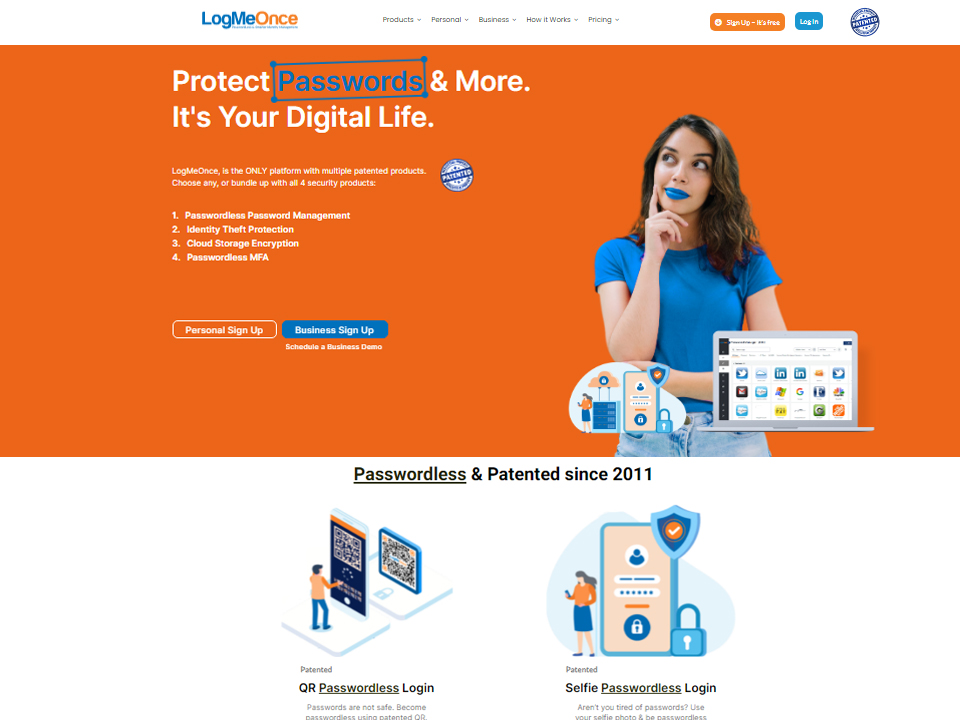 LogMeOnce
Products
Personal
Business
How it Works
Pricing
Sign Up – It's free
Log In
PATENTED
Protect Passwords & More.
It's Your Digital Life.
LogMeOnce, is the ONLY platform with multiple patented products.
Choose any, or bundle up with all 4 security products:
PATENTED
1. Passwordless Password Management
2. Identity Theft Protection
3. Cloud Storage Encryption
4. Passwordless MFA
Personal Sign Up
Business Sign Up
Schedule a Business Demo
Passwordless & Patented since 2011
Patented
QR Passwordless Login
Passwords are not safe. Become
passwordless using patented QR.
Patented
Selfie Passwordless Login
Aren't you tired of passwords? Use
your selfie photo & be passwordless